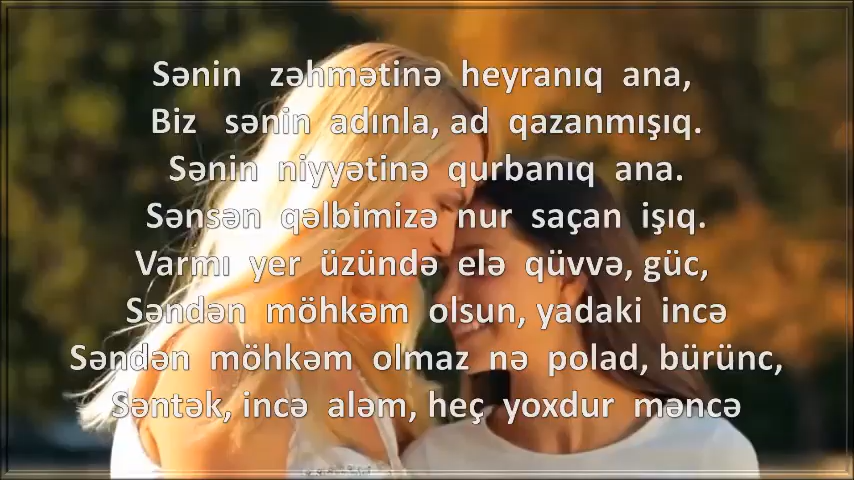 Sənin zəhmətinə heyranıq ana,
Biz sənin adınla, ad qazanmışıq.
Sənin niyyətinə qurbanıq ana.
Sənsən qəlbimizə nur saçan işıq.
Varmı yer üzündə elə qüvvə, güc,
Səndən möhkəm olsun, yadaki incə
Səndən möhkəm olmaz nə polad, bürünc,
Səntək, incə aləm, heç yoxdur məncə